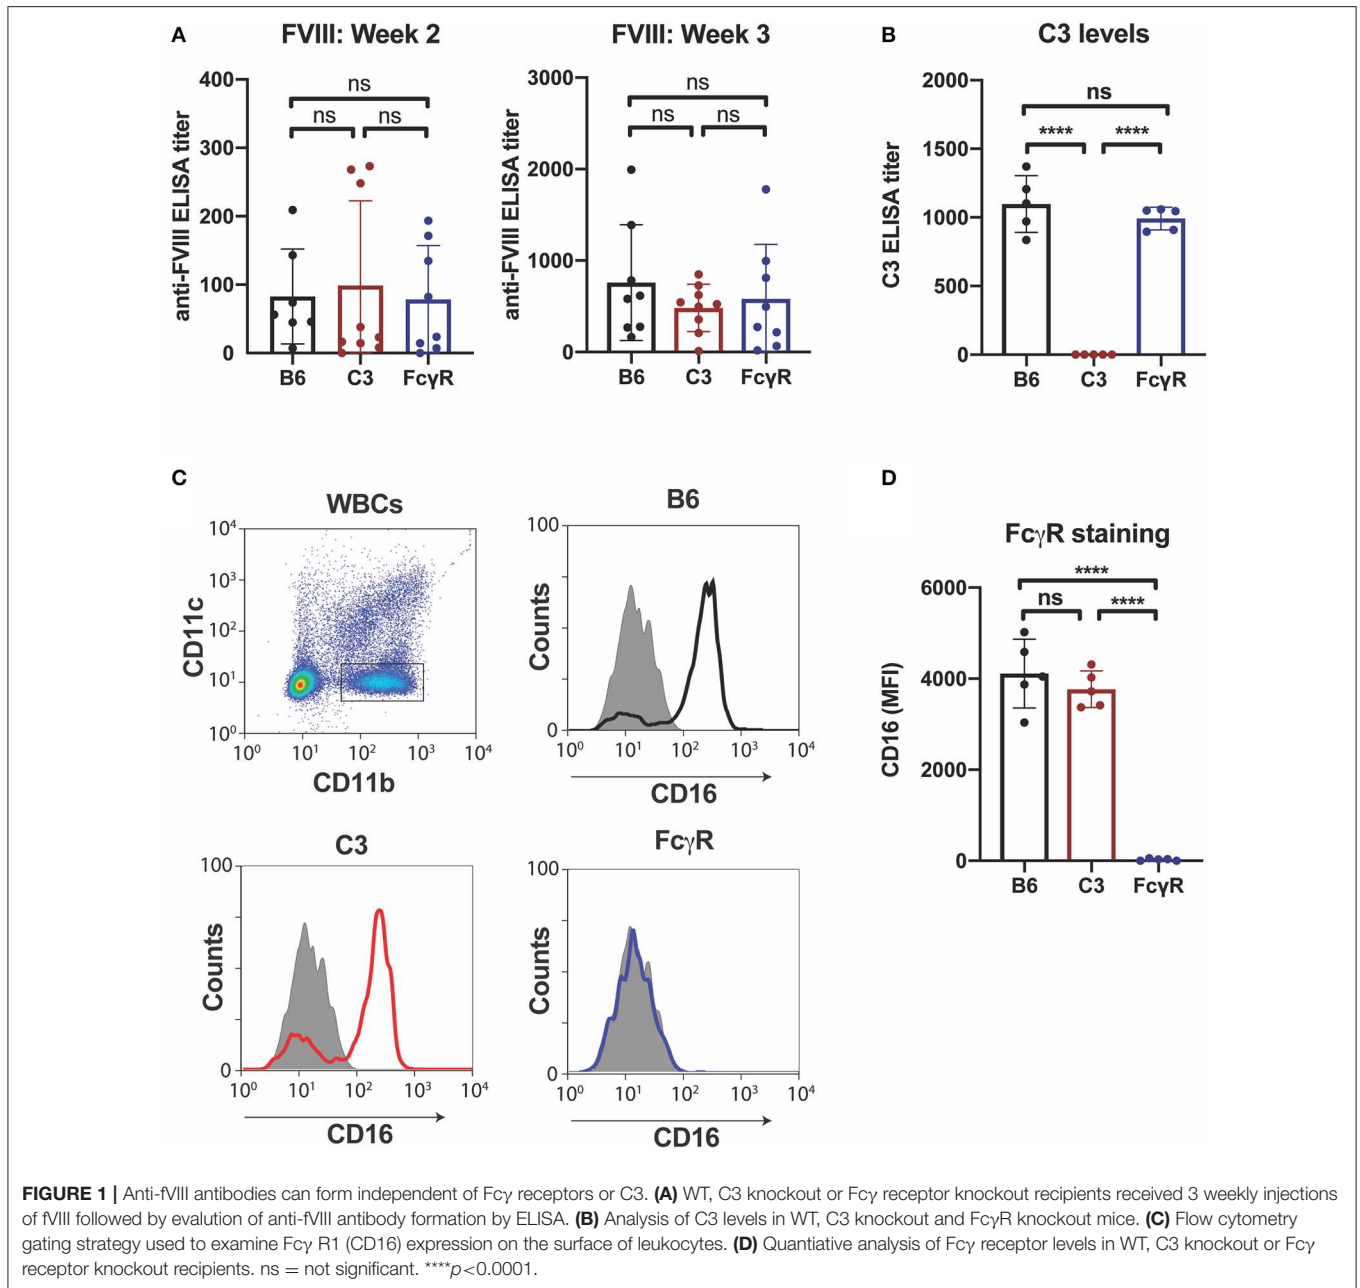 A
FVIII: Week 2
anti-FVIII ELISA titer
400
300
200
100
0
ns
ns
ns
B6
C3
FcγR
FVIII: Week 3
anti-FVIII ELISA titer
3000
2000
1000
0
ns
ns
ns
B6
C3
FcγR
B
C3 levels
C3 ELISA titer
2000
1500
1000
500
0
ns
**** ****
B6
C3
FcγR
C
WBCs
CD11c
10⁴
10³
10²
10¹
10⁰
10⁰ 10¹ 10² 10³ 10⁴
CD11b
B6
Counts
100
0
10⁰ 10¹ 10² 10³ 10⁴
CD16
C3
Counts
100
0
10⁰ 10¹ 10² 10³ 10⁴
CD16
FcγR
Counts
100
0
10⁰ 10¹ 10² 10³ 10⁴
CD16
D
FcγR staining
CD16 (MFI)
6000
4000
2000
0
****
ns
****
B6
C3
FcγR
FIGURE 1 | Anti-fVIII antibodies can form independent of Fcγ receptors or C3. (A) WT, C3 knockout or Fcγ receptor knockout recipients received 3 weekly injections
of fVIII followed by evalution of anti-fVIII antibody formation by ELISA. (B) Analysis of C3 levels in WT, C3 knockout and FcγR knockout mice. (C) Flow cytometry
gating strategy used to examine Fcγ R1 (CD16) expression on the surface of leukocytes. (D) Quantiative analysis of Fcγ receptor levels in WT, C3 knockout or Fcγ
receptor knockout recipients. ns = not significant. ****p<0.0001.